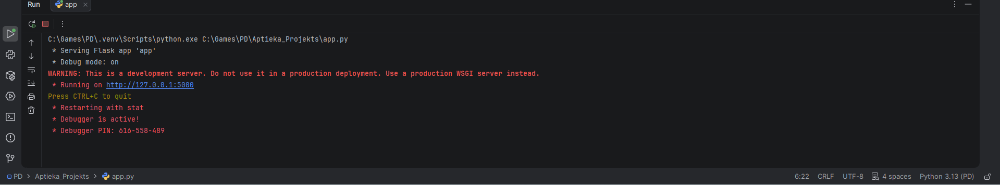 Run app
C:\Games\PD\.venv\Scripts\python.exe C:\Games\PD\Aptieka_Projekts\app.py
* Serving Flask app 'app'
* Debug mode: on
WARNING: This is a development server. Do not use it in a production deployment. Use a production WSGI server instead.
* Running on http://127.0.0.1:5000
Press CTRL+C to quit
* Restarting with stat
* Debugger is active!
* Debugger PIN: 616-558-489
PD > Aptieka_Projekts > app.py 6:22 CRLF UTF-8 4 spaces Python 3.13 (PD)